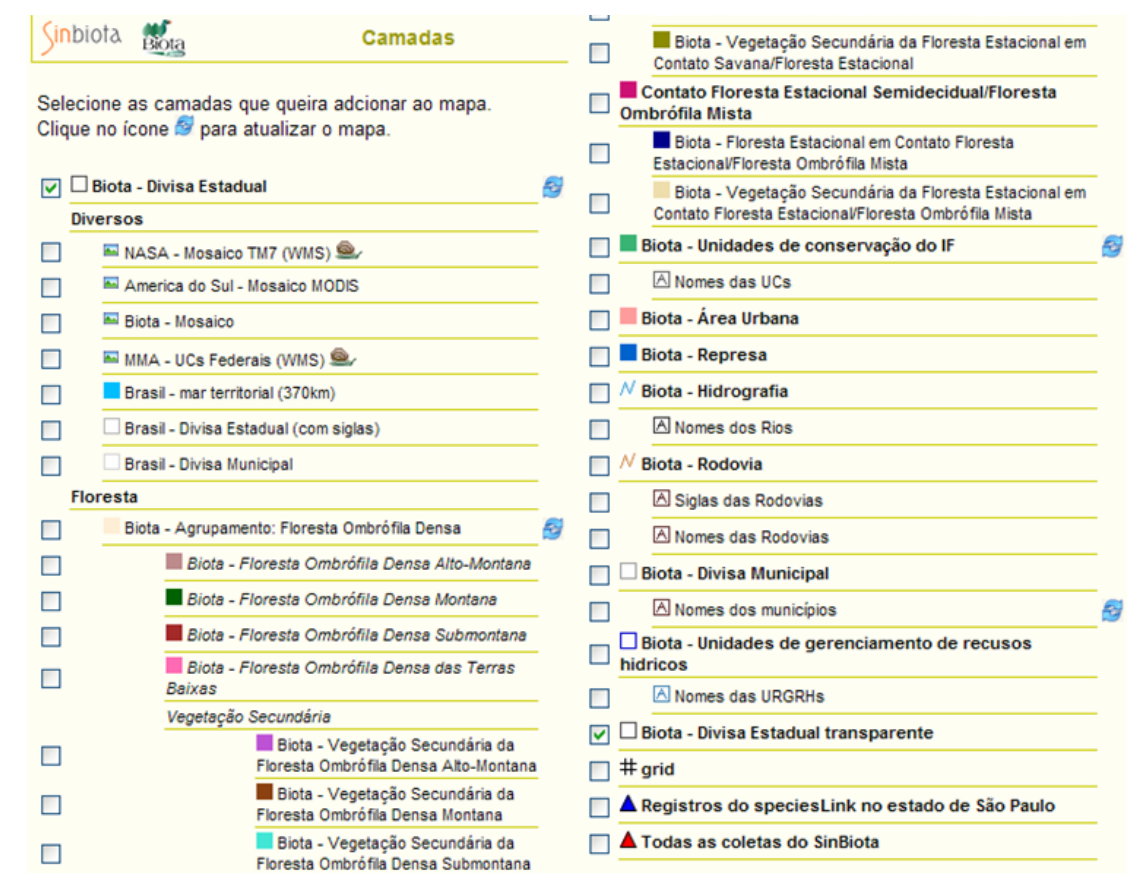 Sinbiota
Biota
Camadas
Selecione as camadas que queira adcionar ao mapa.
Clique no ícone para atualizar o mapa.
Biota - Divisa Estadual
Diversos
NASA - Mosaico TM7 (WMS)
America do Sul - Mosaico MODIS
Biota - Mosaico
MMA - UCs Federais (WMS)
Brasil - mar territorial (370km)
Brasil - Divisa Estadual (com siglas)
Brasil - Divisa Municipal
Floresta
Biota - Agrupamento: Floresta Ombrófila Densa
Biota - Floresta Ombrófila Densa Alto-Montana
Biota - Floresta Ombrófila Densa Montana
Biota - Floresta Ombrófila Densa Submontana
Biota - Floresta Ombrófila Densa das Terras
Baixas
Vegetação Secundária
Biota - Vegetação Secundária da
Floresta Ombrófila Densa Alto-Montana
Biota - Vegetação Secundária da
Floresta Ombrófila Densa Montana
Biota - Vegetação Secundária da
Floresta Ombrófila Densa Submontana
Biota - Vegetação Secundária da Floresta Estacional em
Contato Savana/Floresta Estacional
Contato Floresta Estacional Semidecidual/Floresta
Ombrófila Mista
Biota - Floresta Estacional em Contato Floresta
Estacional/Floresta Ombrófila Mista
Biota - Vegetação Secundária da Floresta Estacional em
Contato Floresta Estacional/Floresta Ombrófila Mista
Biota - Unidades de conservação do IF
Nomes das UCs
Biota - Área Urbana
Biota - Represa
Biota - Hidrografia
Nomes dos Rios
Biota - Rodovia
Siglas das Rodovias
Nomes das Rodovias
Biota - Divisa Municipal
Nomes dos municípios
Biota - Unidades de gerenciamento de recusos
hidricos
Nomes das URGRHs
Biota - Divisa Estadual transparente
grid
Registros do speciesLink no estado de São Paulo
Todas as coletas do SinBiota